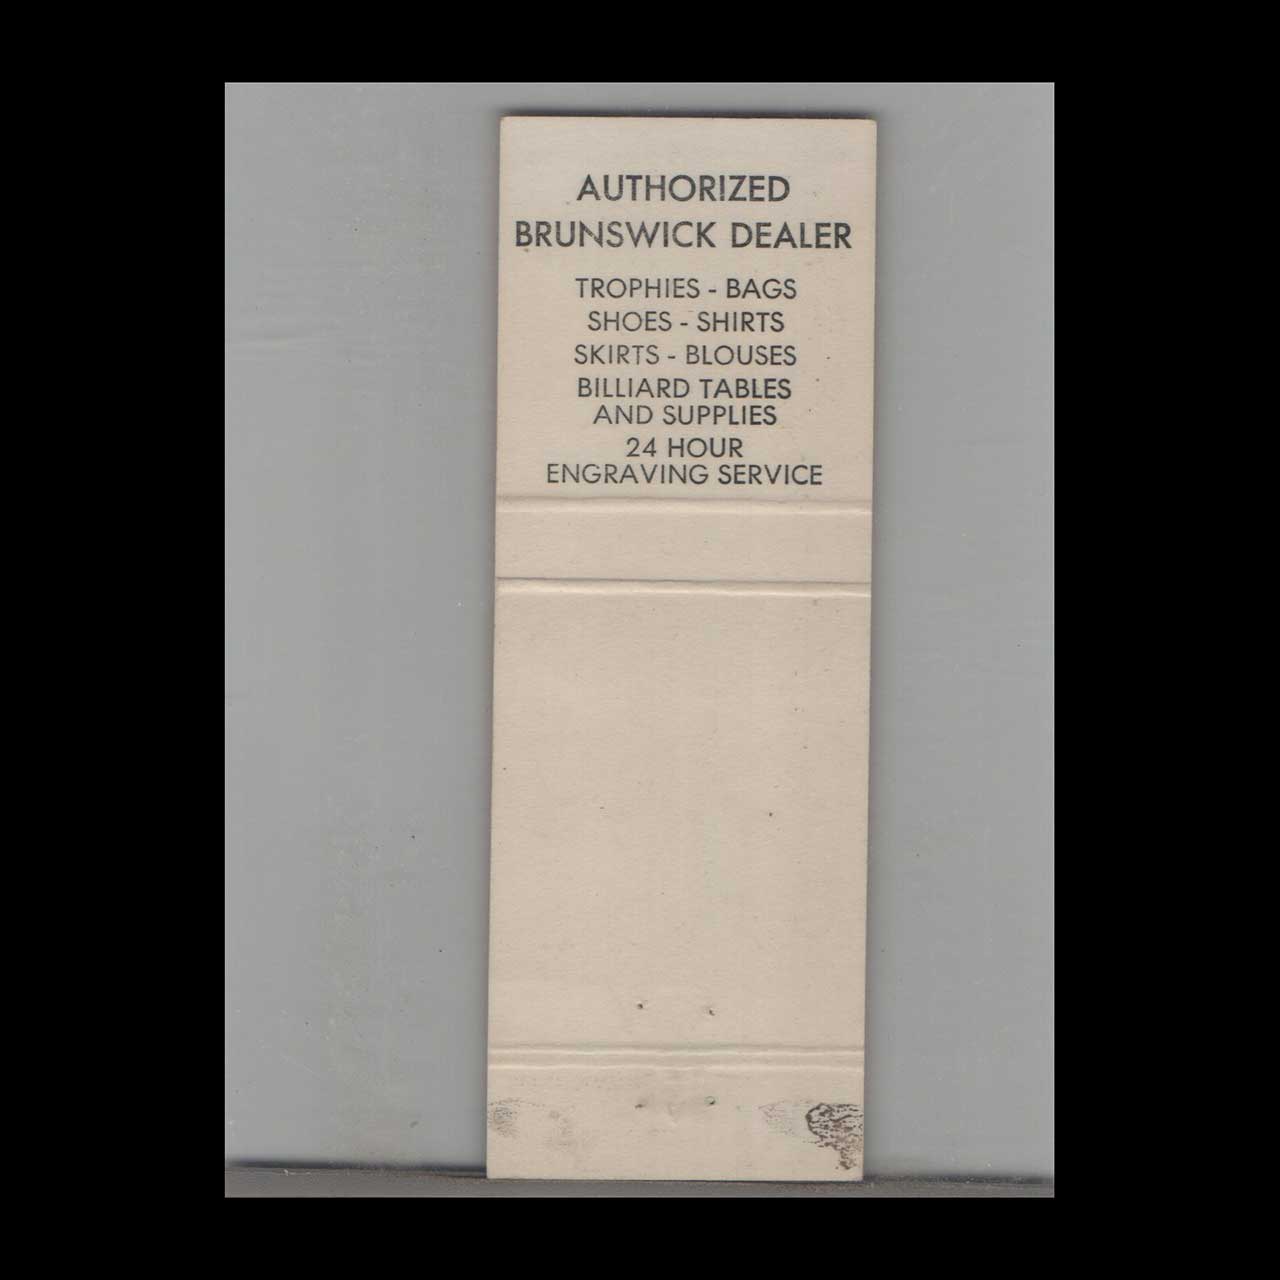 AUTHORIZED
BRUNSWICK DEALER
TROPHIES - BAGS
SHOES - SHIRTS
SKIRTS - BLOUSES
BILLIARD TABLES
AND SUPPLIES
24 HOUR
ENGRAVING SERVICE